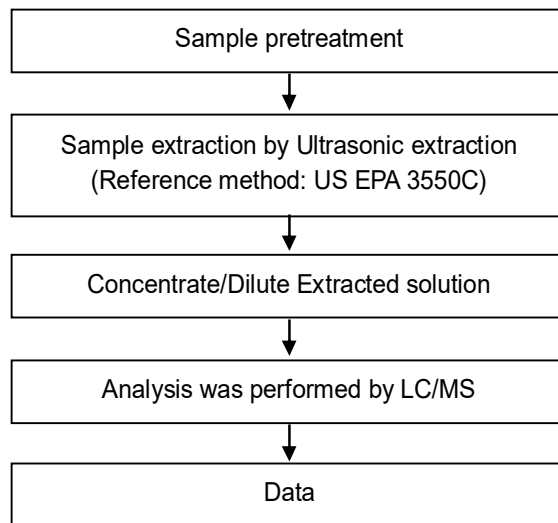 Sample pretreatment
Sample extraction by Ultrasonic extraction
(Reference method: US EPA 3550C)
Concentrate/Dilute Extracted solution
Analysis was performed by LC/MS
Data